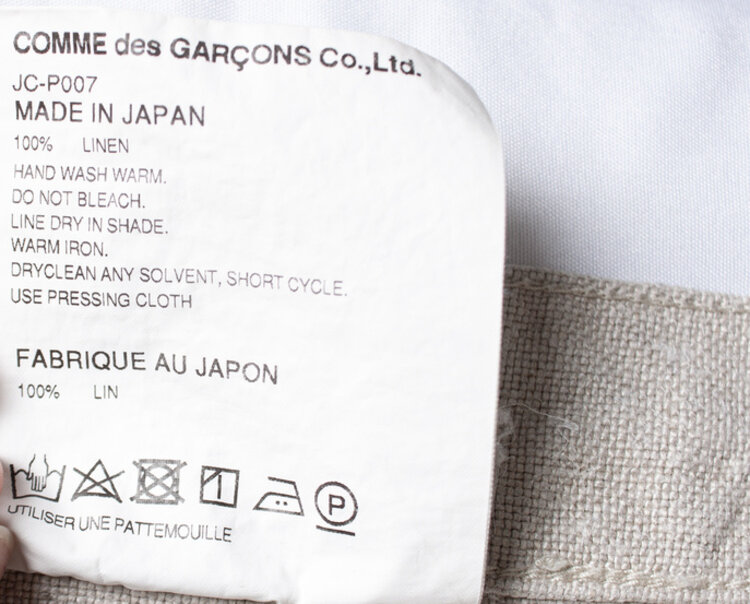 COMME des GARÇONS Co.,Ltd.
JC-P007
MADE IN JAPAN
100% LINEN
HAND WASH WARM.
DO NOT BLEACH.
LINE DRY IN SHADE.
WARM IRON.
DRYCLEAN ANY SOLVENT, SHORT CYCLE.
USE PRESSING CLOTH
FABRIQUE AU JAPON
100% LIN
P
UTILISER UNE PATTEMOUILLE